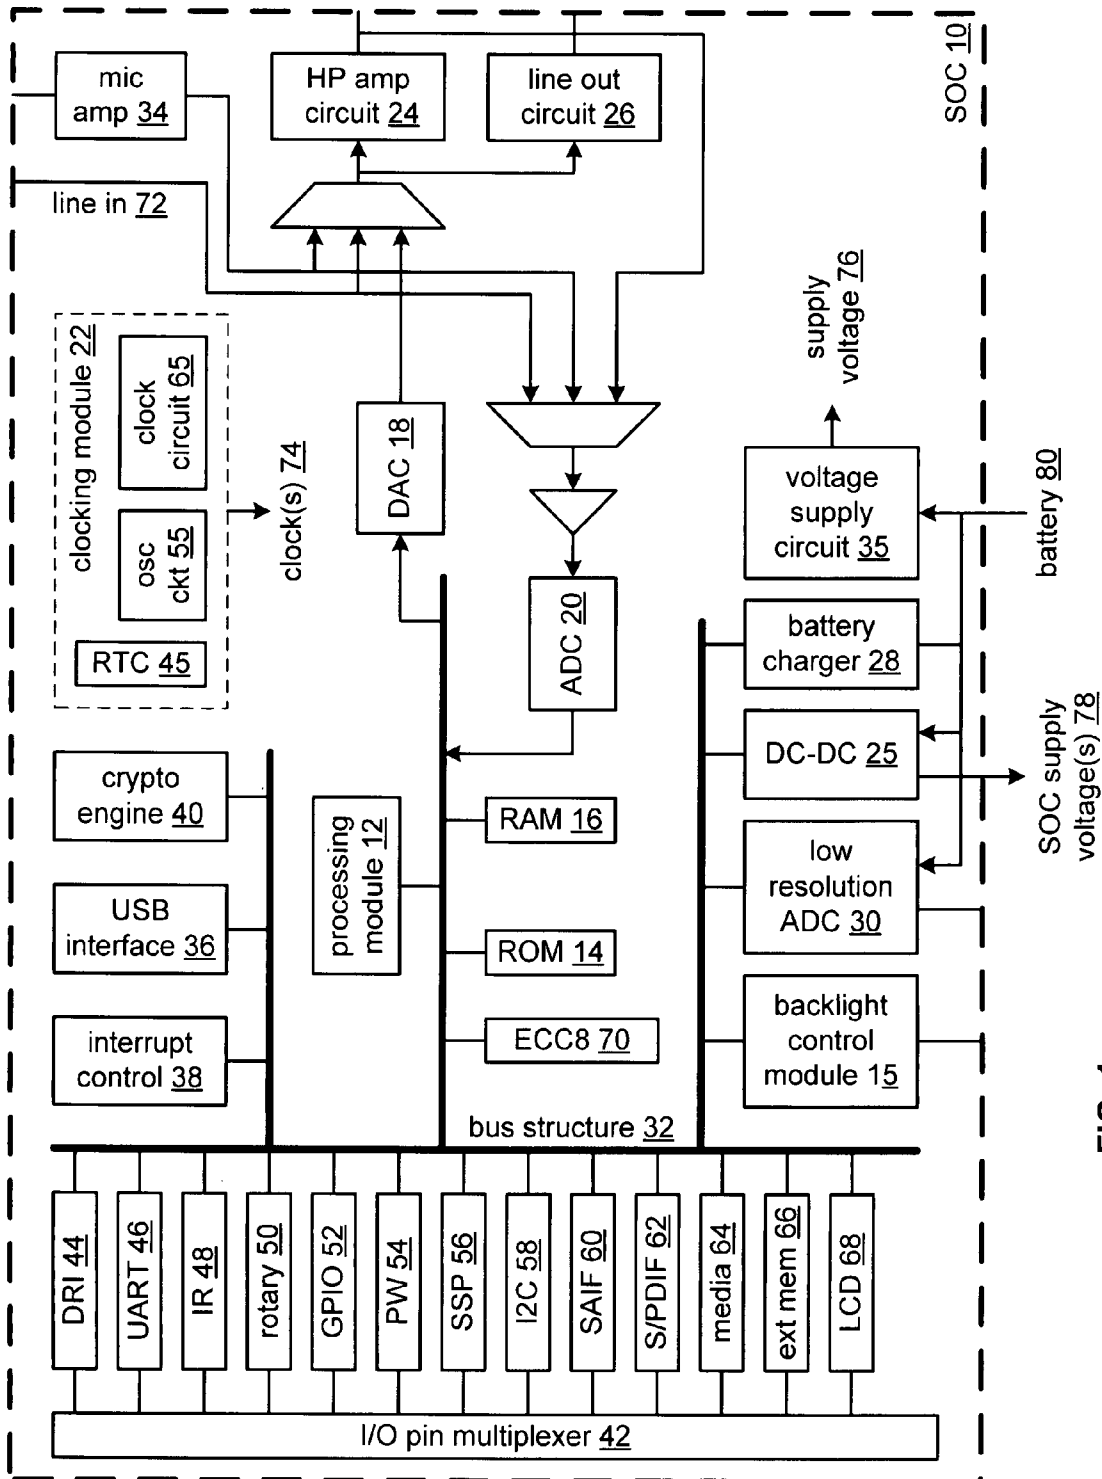 SOC 10
mic
amp 34
HP amp
circuit 24
line out
circuit 26
line in 72
clocking module 22
clock
circuit 65
osc
ckt 55
RTC 45
clock(s) 74
DAC 18
supply
voltage 76
voltage
supply
circuit 35
battery 80
ADC 20
battery
charger 28
DC-DC 25
SOC supply
voltage(s) 78
crypto
engine 40
processing
module 12
RAM 16
low
resolution
ADC 30
USB
interface 36
ROM 14
interrupt
control 38
ECC8 70
backlight
control
module 15
bus structure 32
DRI 44
UART 46
IR 48
rotary 50
GPIO 52
PW 54
SSP 56
I2C 58
SAIF 60
S/PDIF 62
media 64
ext mem 66
LCD 68
I/O pin multiplexer 42